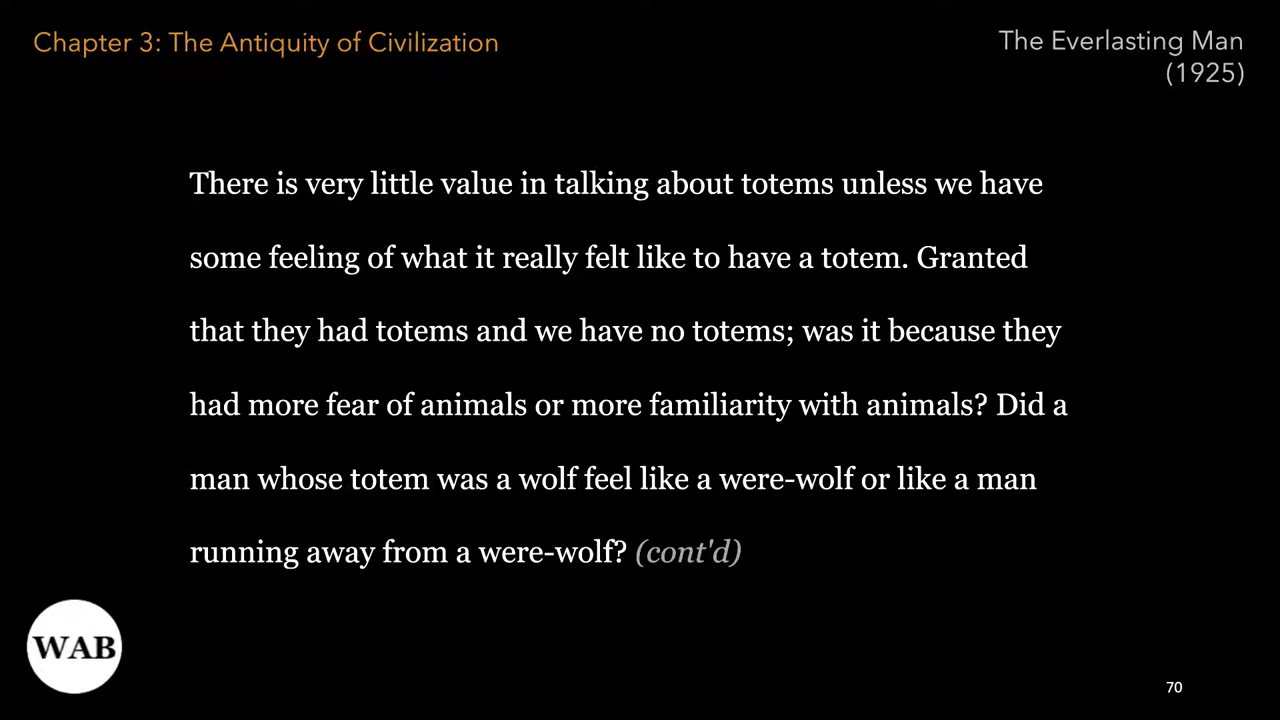 Chapter 3: The Antiquity of Civilization
The Everlasting Man
(1925)
There is very little value in talking about totems unless we have
some feeling of what it really felt like to have a totem. Granted
that they had totems and we have no totems; was it because they
had more fear of animals or more familiarity with animals? Did a
man whose totem was a wolf feel like a were-wolf or like a man
running away from a were-wolf? (cont'd)
WAB
70